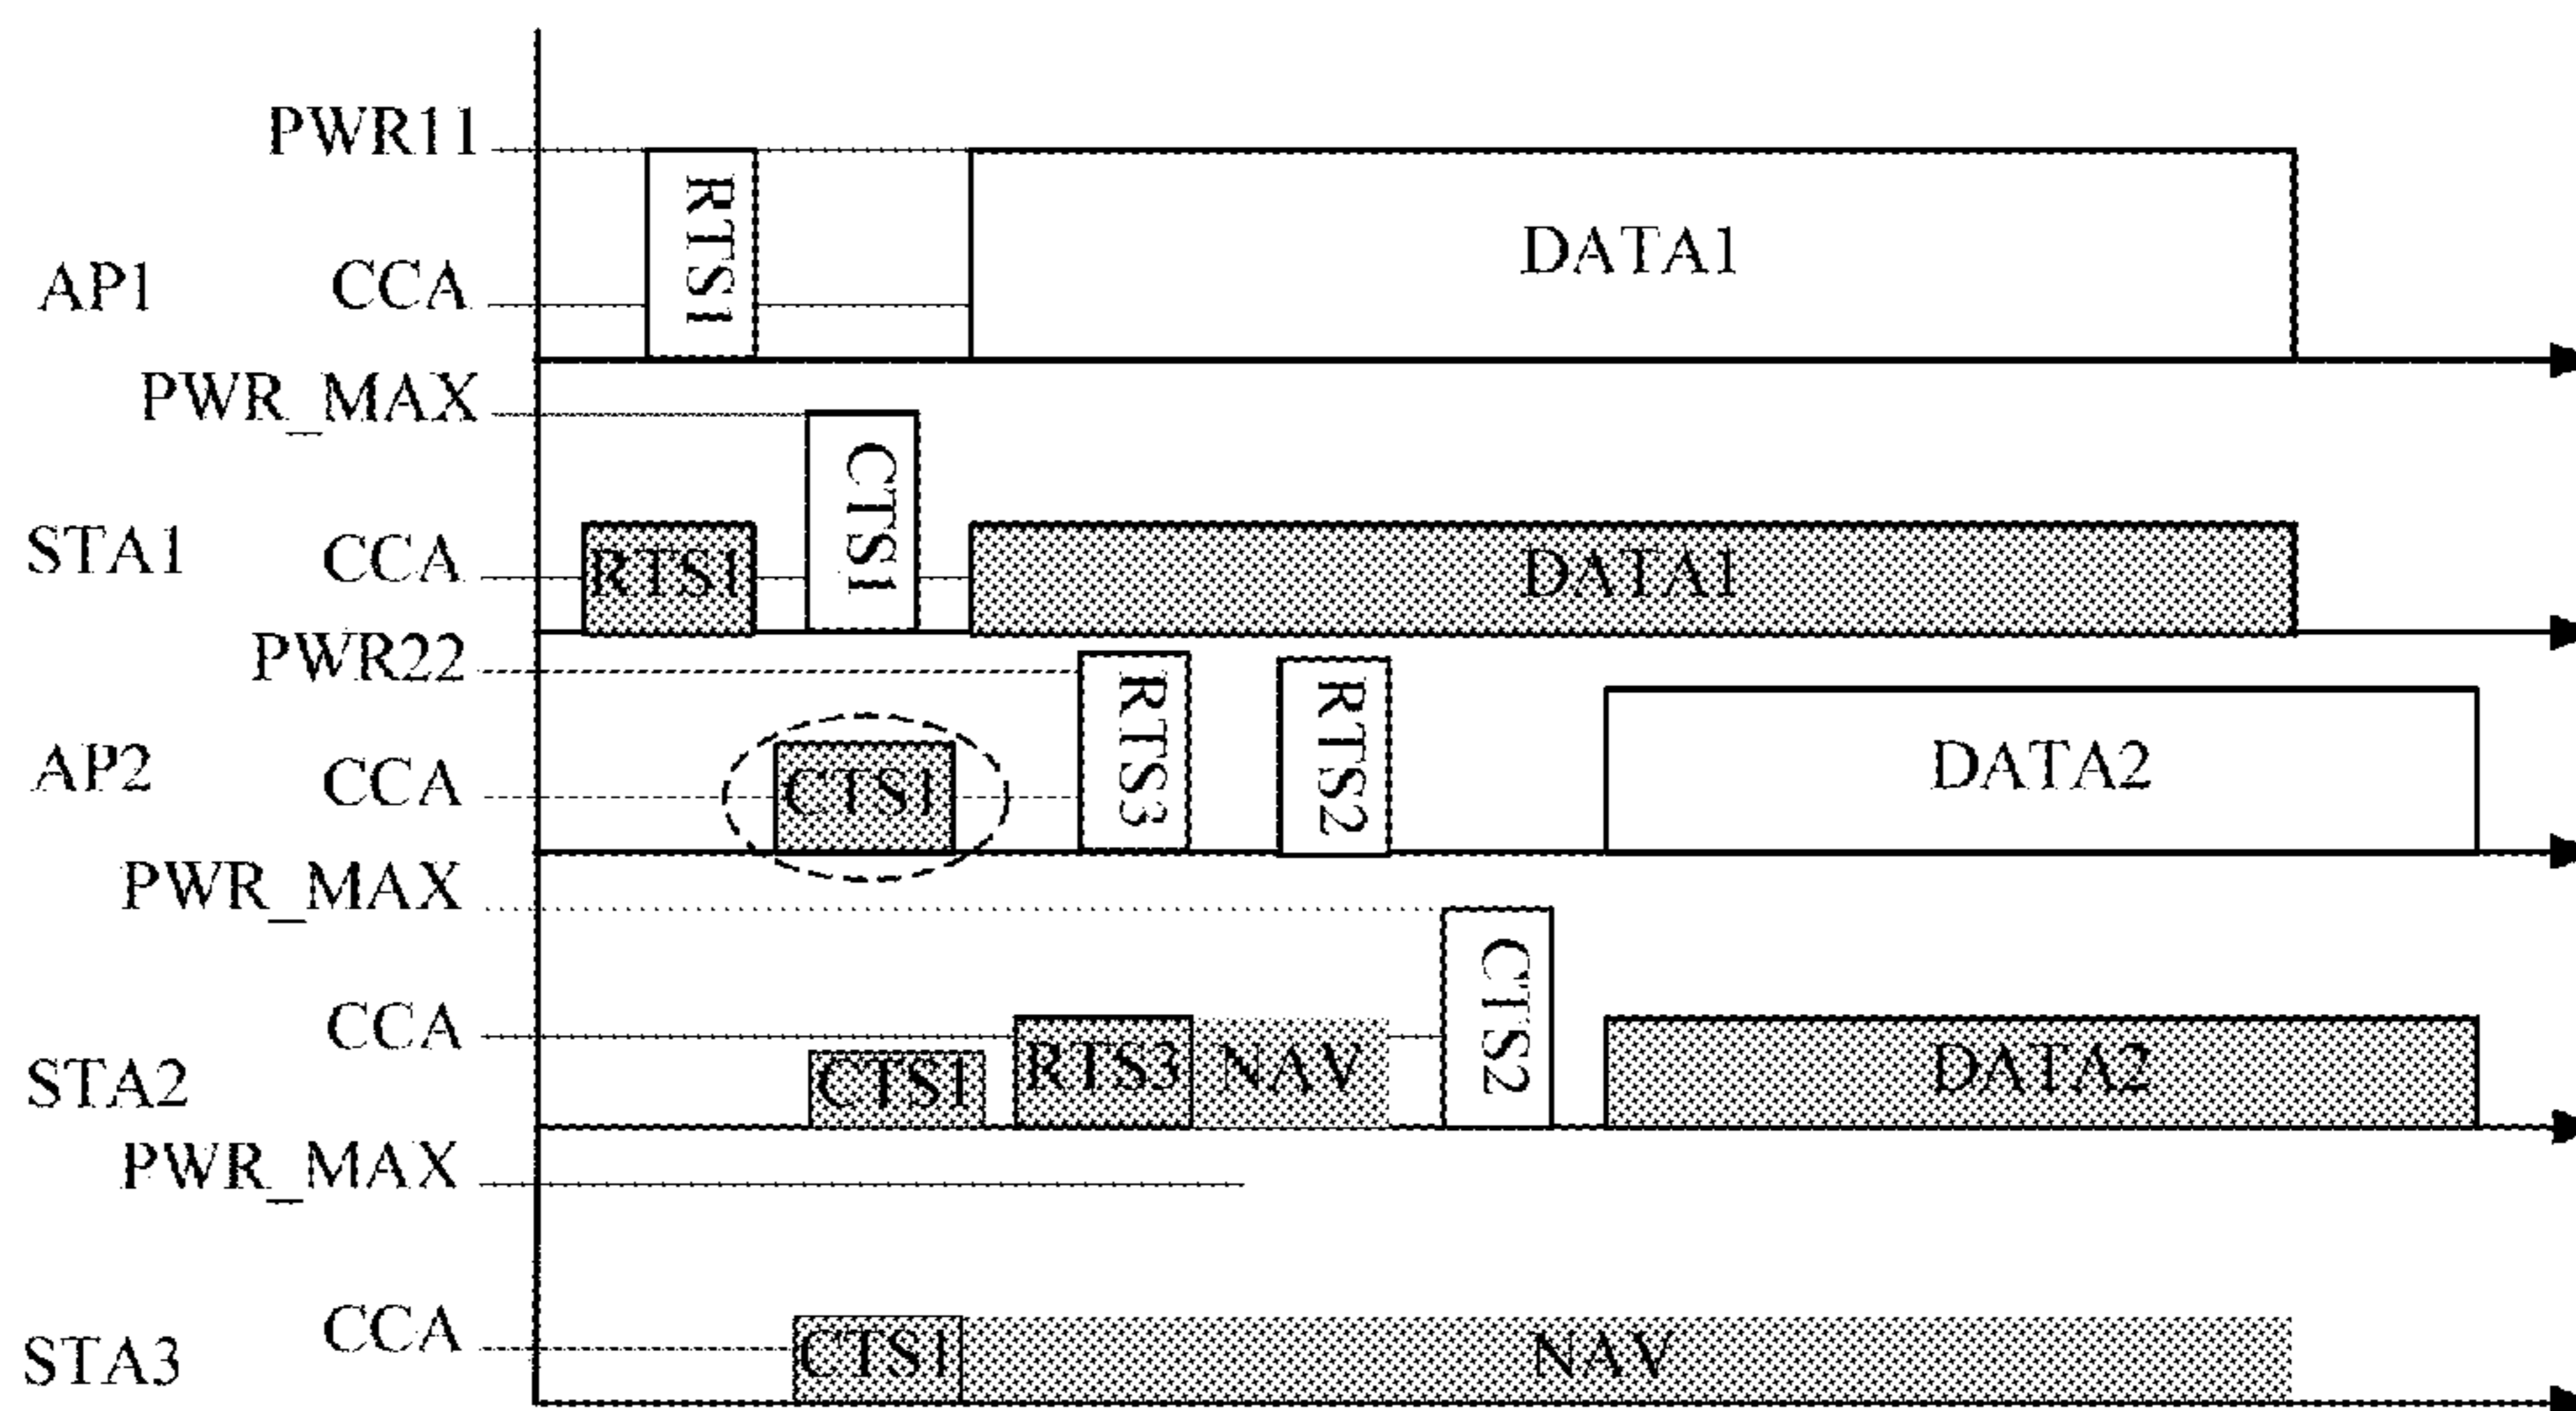 PWR11
RTS1
DATA1
AP1 CCA
PWR_MAX
CTS1
STA1 CCA RTS1 DATA1
PWR22
RTS3
RTS2
AP2 CCA CTS1 DATA2
PWR_MAX
CTS2
CCA
STA2 CTS1 RTS3 NAV DATA2
PWR_MAX
STA3 CCA CTS1 NAV